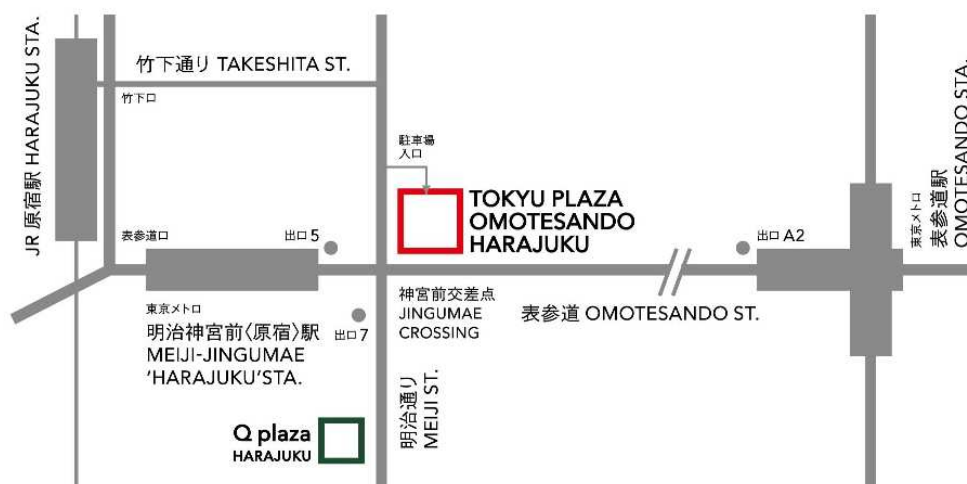 JR 原宿駅 HARAJUKU STA.
竹下通り TAKESHITA ST.
竹下口
駐車場
入口
TOKYU PLAZA
OMOTESANDO
HARAJUKU
表参道口
出口 5
出口 A2
東京メトロ
表参道駅
OMOTESANDO STA.
東京メトロ
明治神宮前〈原宿〉駅
MEIJI-JINGUMAE
'HARAJUKU'STA.
出口 7
神宮前交差点
JINGUMAE
CROSSING
表参道 OMOTESANDO ST.
明治通り
MEIJI ST.
Q plaza
HARAJUKU